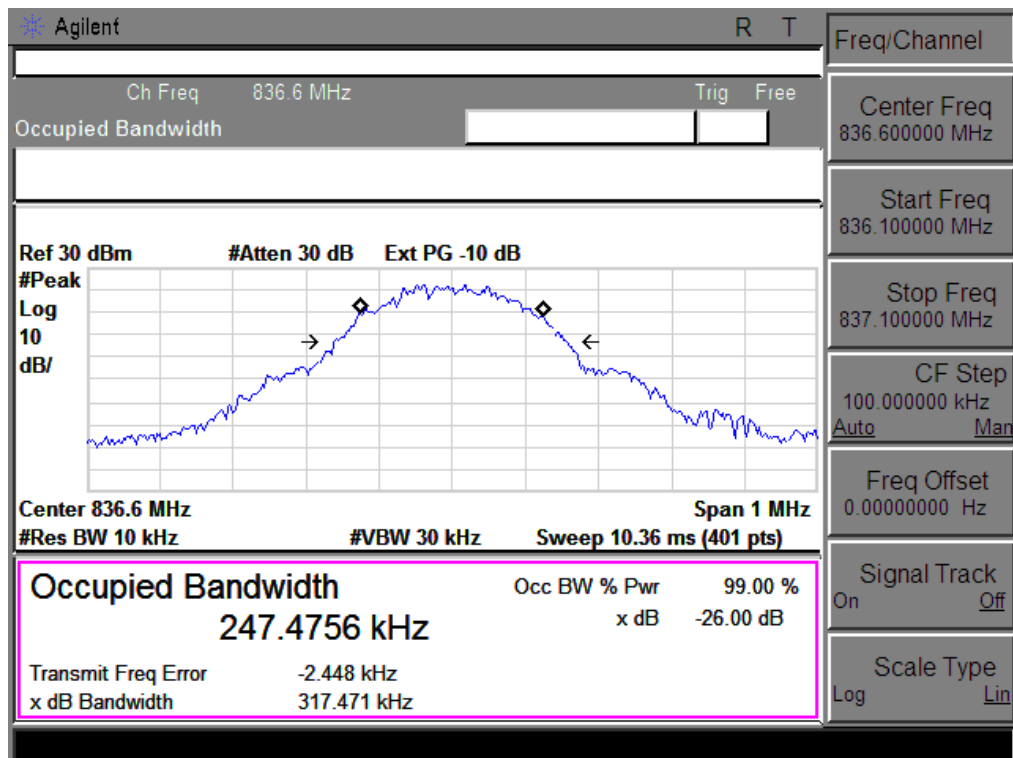 Agilent R T
Ch Freq 836.6 MHz Trig Free
Occupied Bandwidth
Ref 30 dBm #Atten 30 dB Ext PG -10 dB
#Peak
Log
10
dB/
Center 836.6 MHz Span 1 MHz
#Res BW 10 kHz #VBW 30 kHz Sweep 10.36 ms (401 pts)
Occupied Bandwidth Occ BW % Pwr 99.00 %
247.4756 kHz x dB -26.00 dB
Transmit Freq Error -2.448 kHz
x dB Bandwidth 317.471 kHz
Freq/Channel
Center Freq
836.600000 MHz
Start Freq
836.100000 MHz
Stop Freq
837.100000 MHz
CF Step
100.000000 kHz
Auto Man
Freq Offset
0.00000000 Hz
Signal Track
On Off
Scale Type
Log Lin